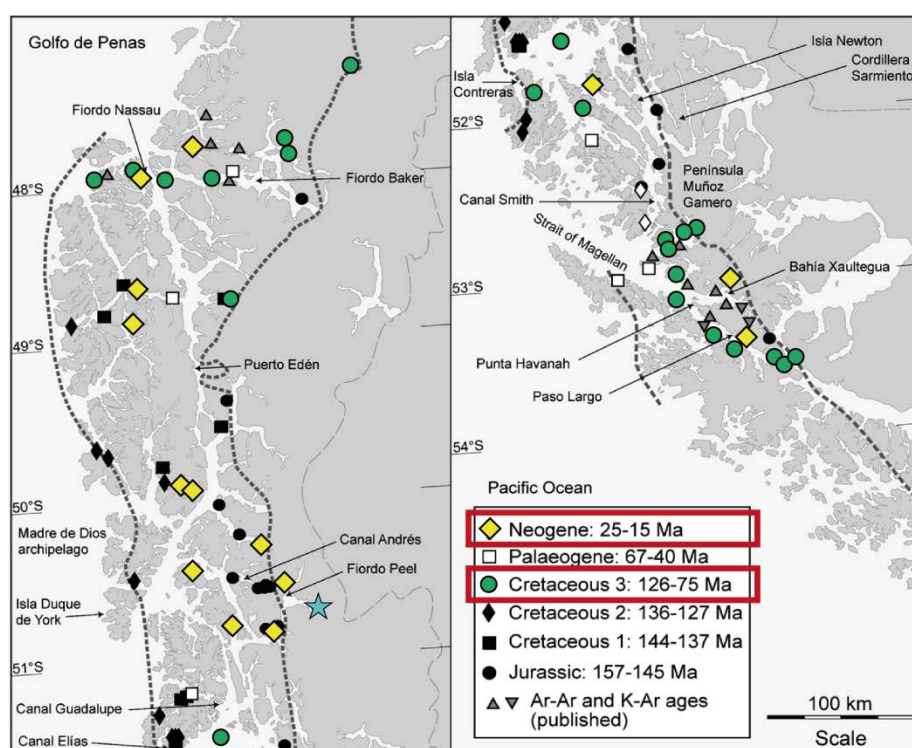 Golfo de Penas
Fiordo Nassau
48°S
Fiordo Baker
49°S
Puerto Edén
50°S
Madre de Dios
archipelago
Canal Andrés
Fiordo Peel
Isla Duque
de York
51°S
Canal Guadalupe
Canal Elías
Isla
Contreras
Isla Newton
Cordillera
Sarmiento
52°S
Canal Smith
Península
Muñoz
Gamero
Strait of Magellan
53°S
Bahía Xaultegua
Punta Havanah
Paso Largo
54°S
Pacific Ocean
Neogene: 25-15 Ma
Palaeogene: 67-40 Ma
Cretaceous 3: 126-75 Ma
Cretaceous 2: 136-127 Ma
Cretaceous 1: 144-137 Ma
Jurassic: 157-145 Ma
Ar-Ar and K-Ar ages
(published)
100 km
Scale